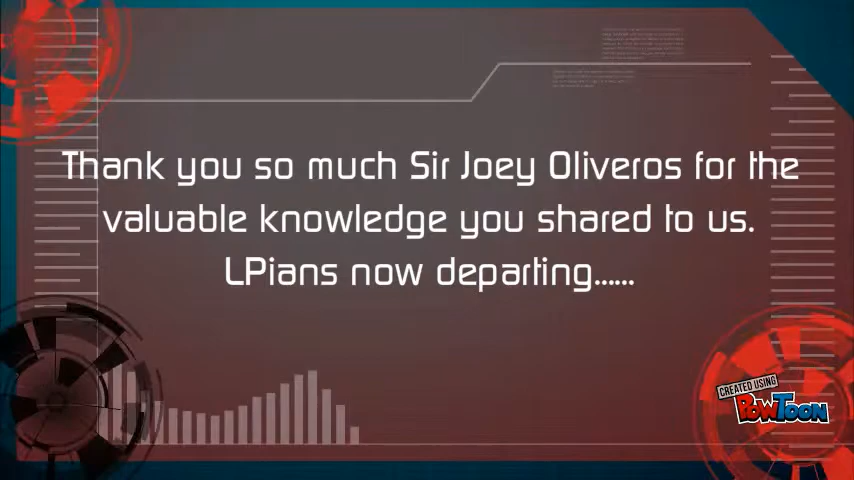 Thank you so much Sir Joey Oliveros for the
valuable knowledge you shared to us.
LPians now departing......
CREATED USING
POWTOON